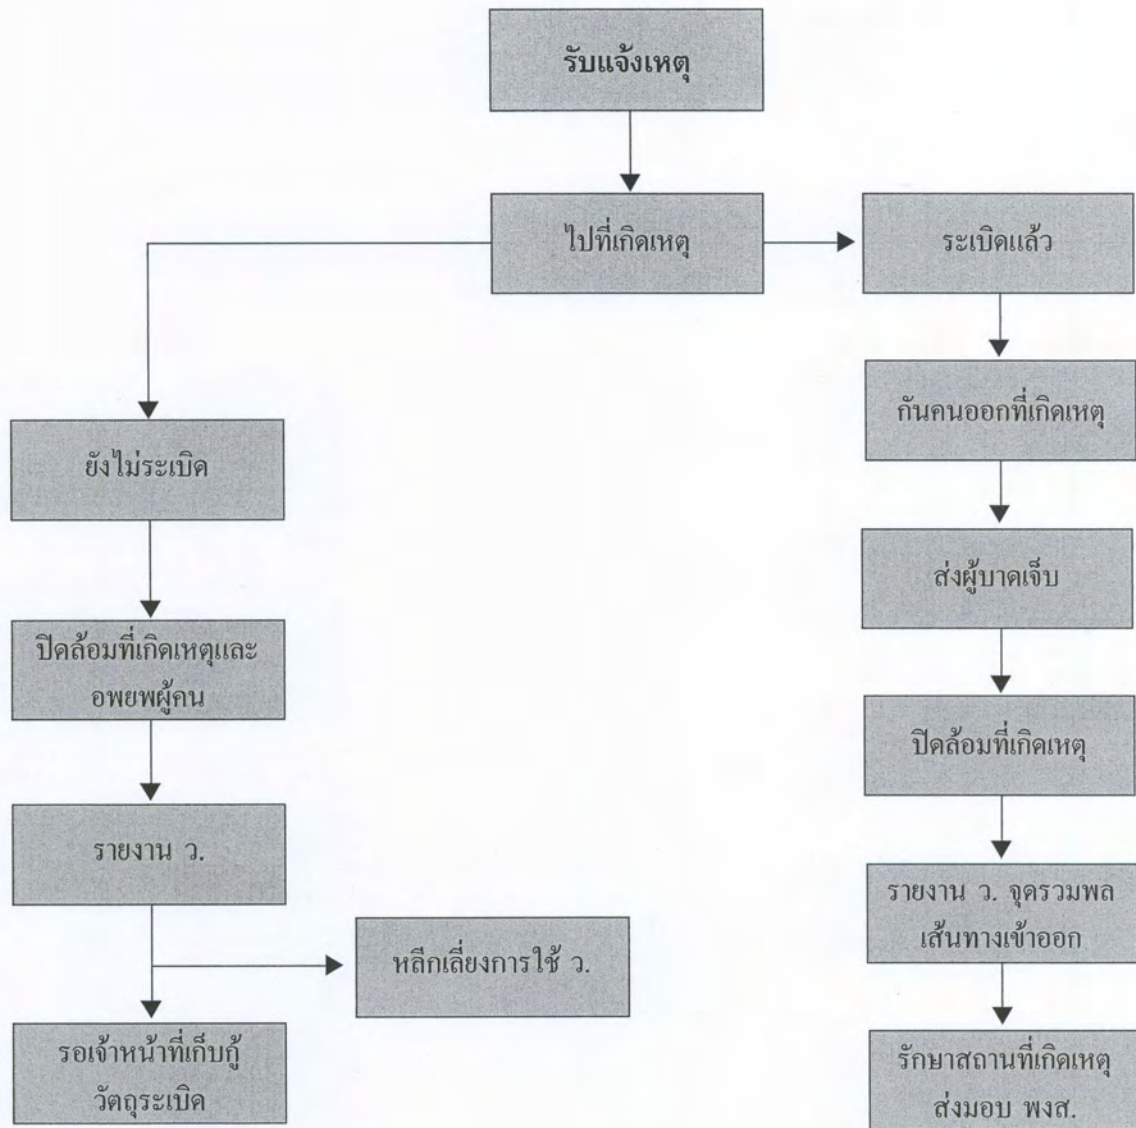 รับแจ้งเหตุ
ไปที่เกิดเหตุ
ระเบิดแล้ว
กันคนออกที่เกิดเหตุ
ยังไม่ระเบิด
ส่งผู้บาดเจ็บ
ปิดล้อมที่เกิดเหตุและ
อพยพผู้คน
ปิดล้อมที่เกิดเหตุ
รายงาน ว.
รายงาน ว. จุดรวมพล
เส้นทางเข้าออก
หลีกเลี่ยงการใช้ ว.
รอเจ้าหน้าที่เก็บกู้
วัตถุระเบิด
รักษาสถานที่เกิดเหตุ
ส่งมอบ พงส.